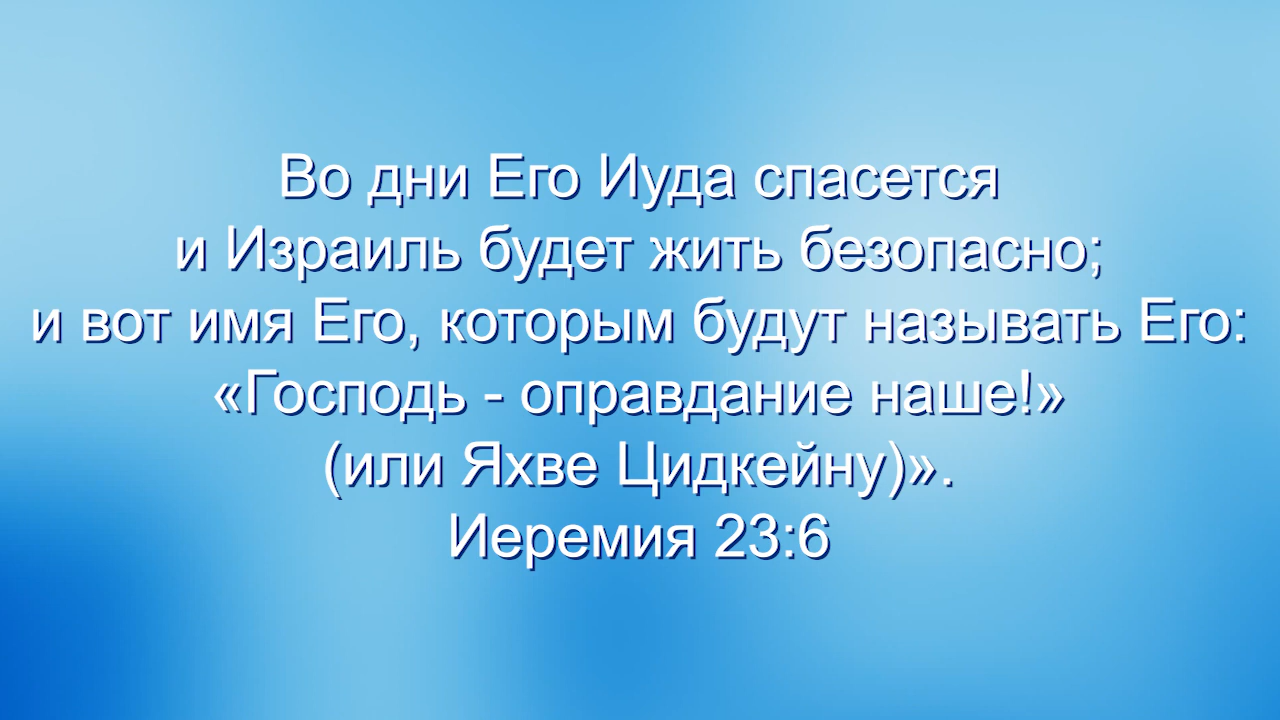 Во дни Его Иуда спасется
и Израиль будет жить безопасно;
и вот имя Его, которым будут называть Его:
«Господь - оправдание наше!»
(или Яхве Цидкейну)».
Иеремия 23:6